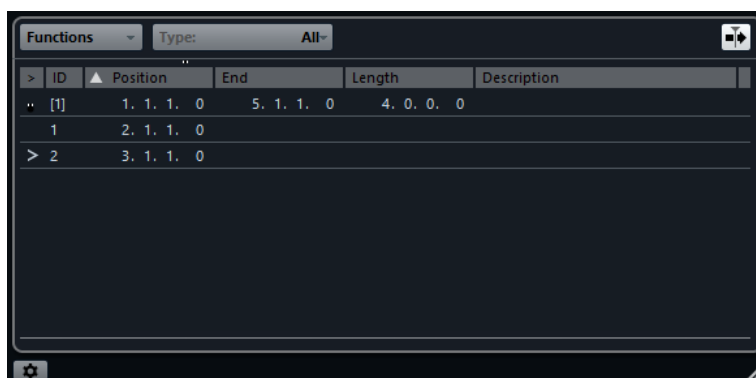 Functions Type: All
> ID Position End Length Description
[1] 1. 1. 1. 0 5. 1. 1. 0 4. 0. 0. 0
1 2. 1. 1. 0
> 2 3. 1. 1. 0